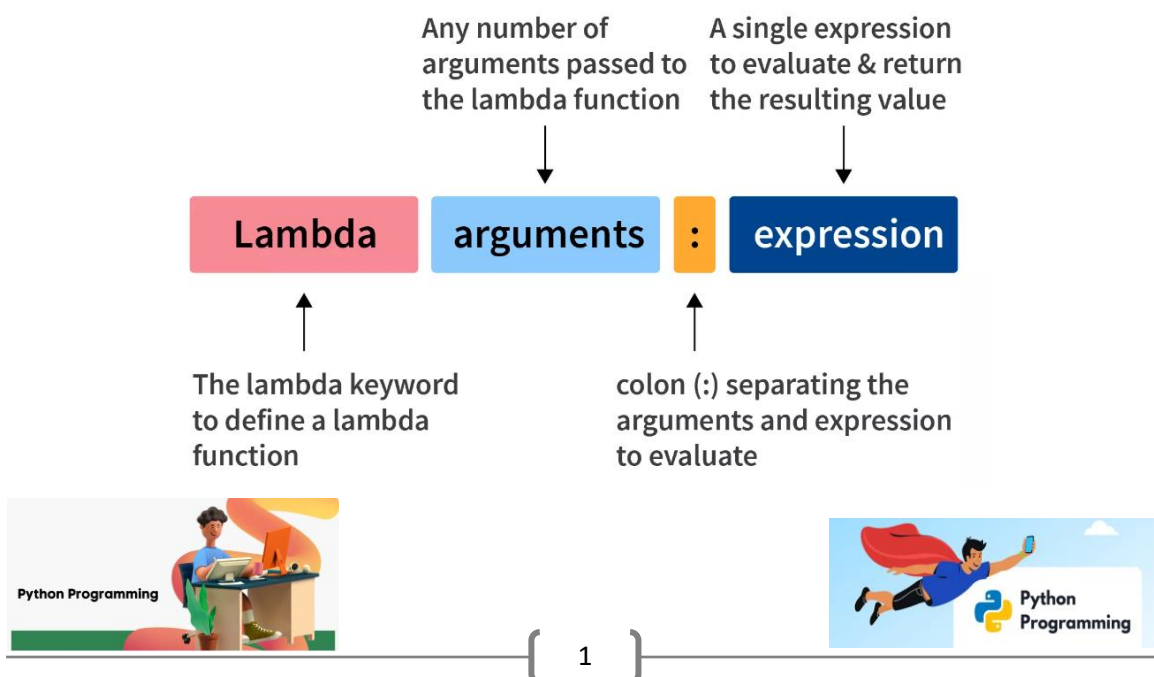 Any number of
arguments passed to
the lambda function
A single expression
to evaluate & return
the resulting value
Lambda arguments : expression
The lambda keyword
to define a lambda
function
colon (:) separating the
arguments and expression
to evaluate
Python Programming
Python
Programming
1